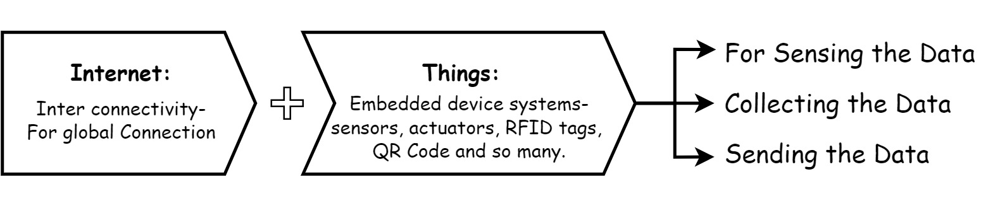 Internet:
Inter connectivity-
For global Connection
Things:
Embedded device systems-
sensors, actuators, RFID tags,
QR Code and so many.
For Sensing the Data
Collecting the Data
Sending the Data